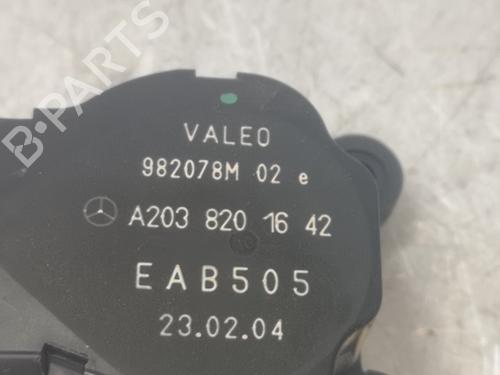 B-PARTS
VALEO
982078M 02 e
A203 820 16 42
EAB505
23.02.04